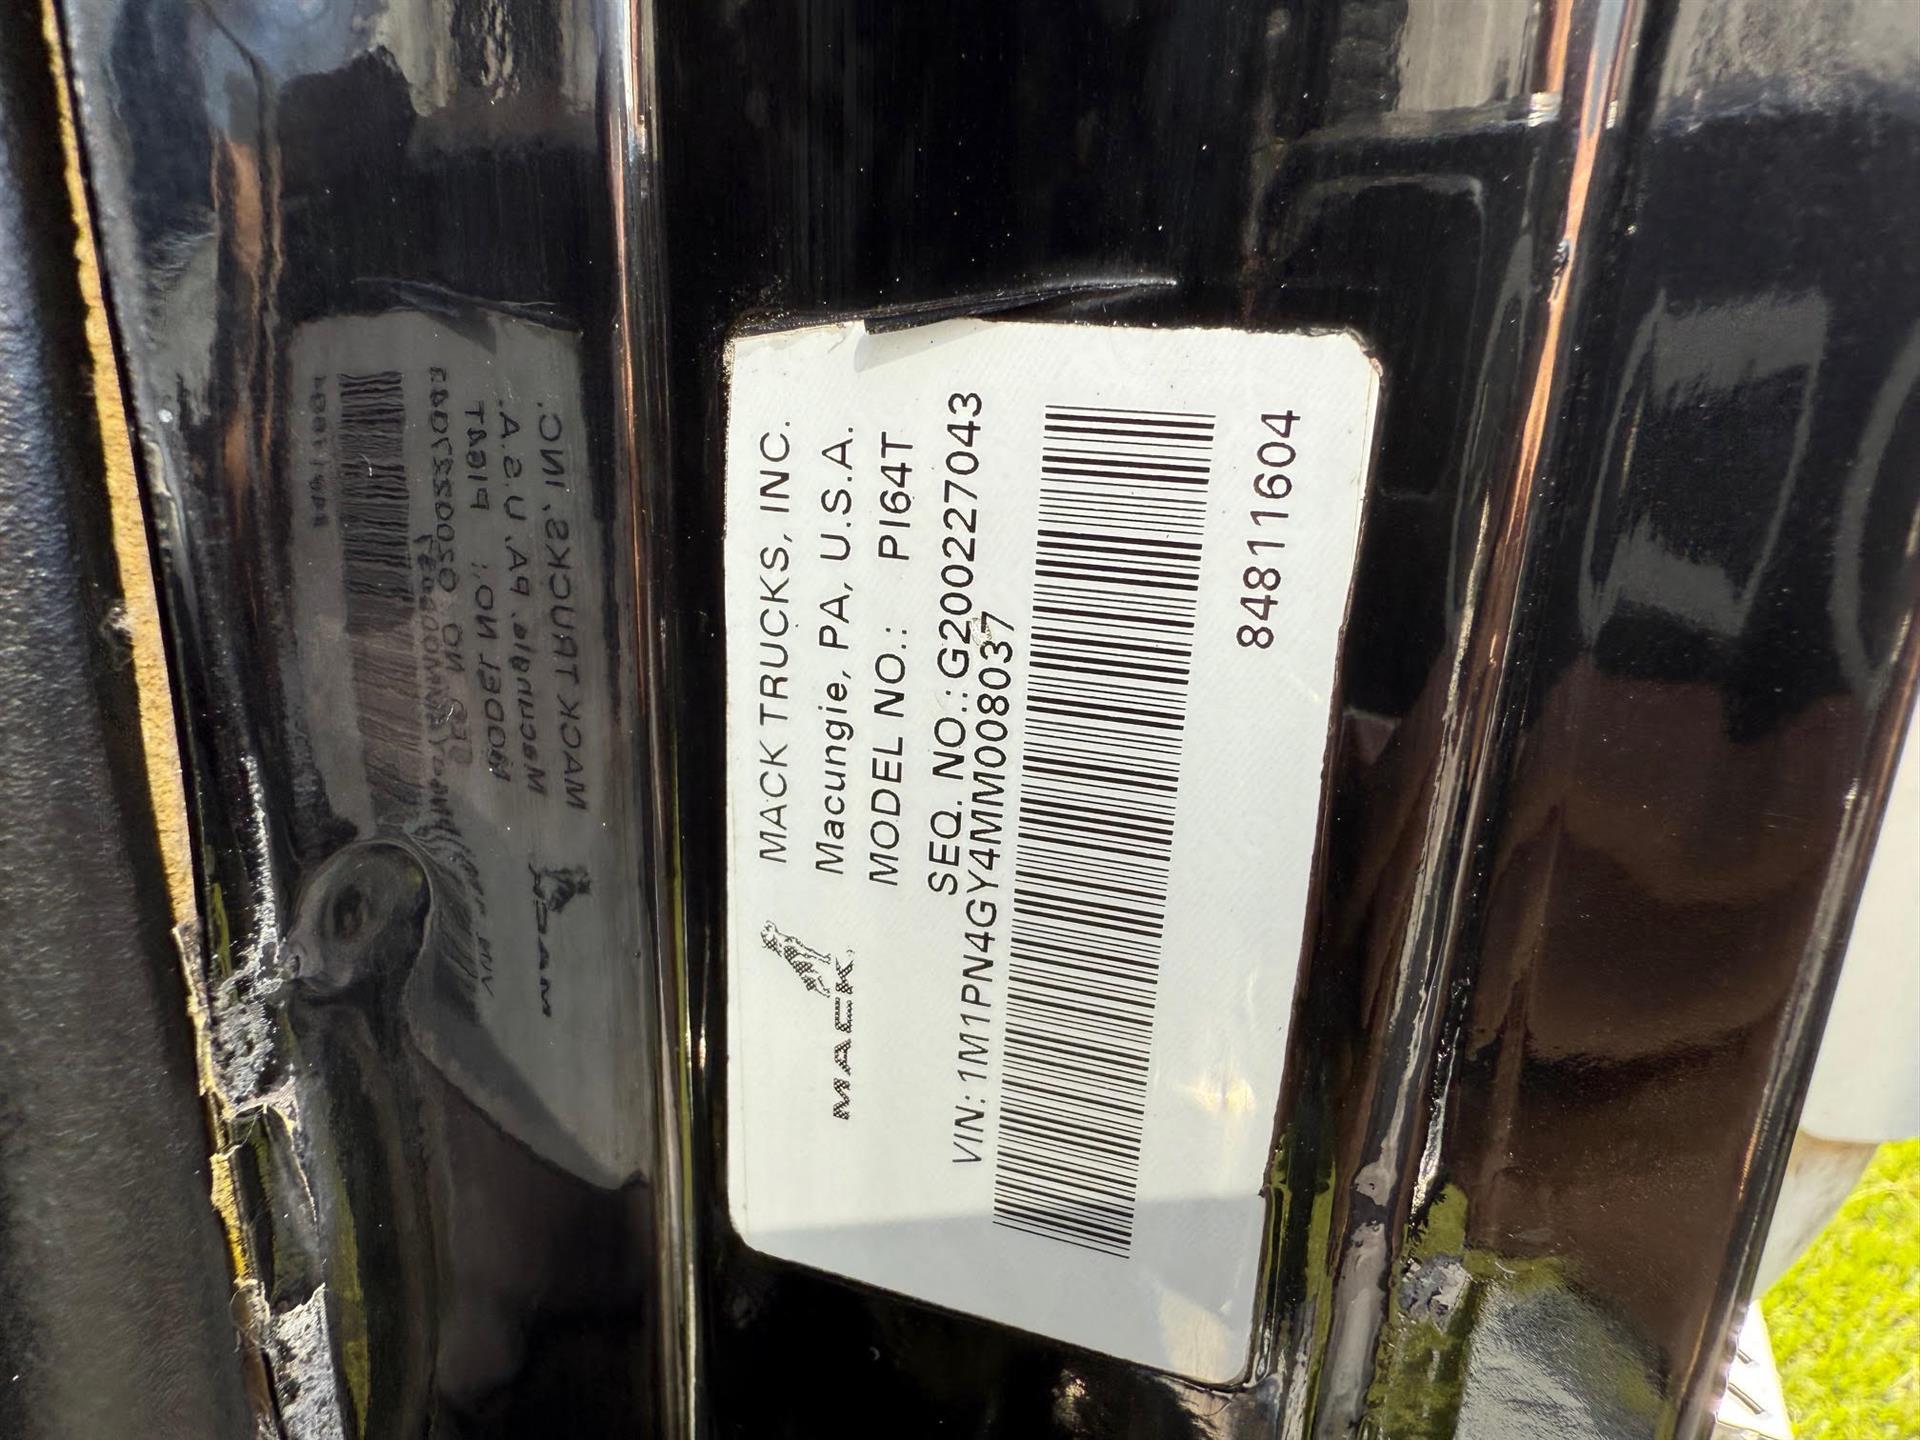 MACK TRUCKS, INC.
Macungie, PA, U.S.A.
MACK
MODEL NO.: PI64T
SEQ. NO.: G200227043
VIN: 1M1PN4GY4MM008037
84811604